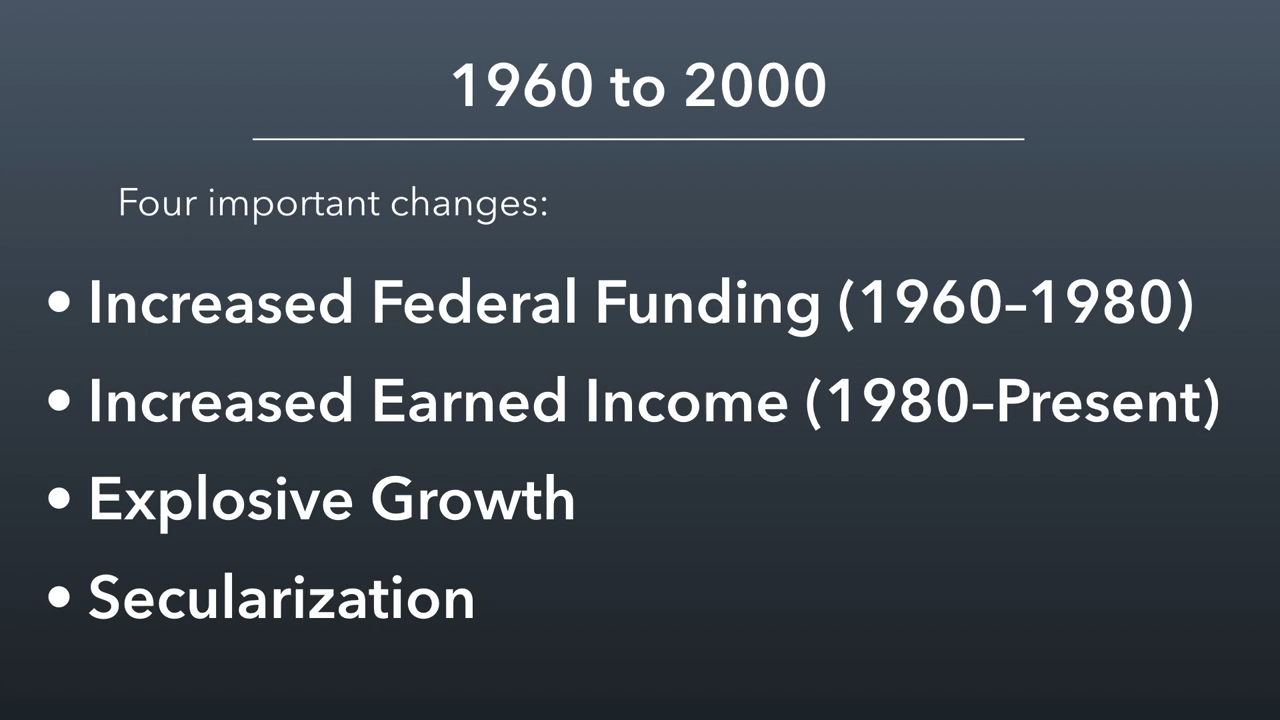 1960 to 2000
Four important changes:
• Increased Federal Funding (1960–1980)
• Increased Earned Income (1980–Present)
• Explosive Growth
• Secularization